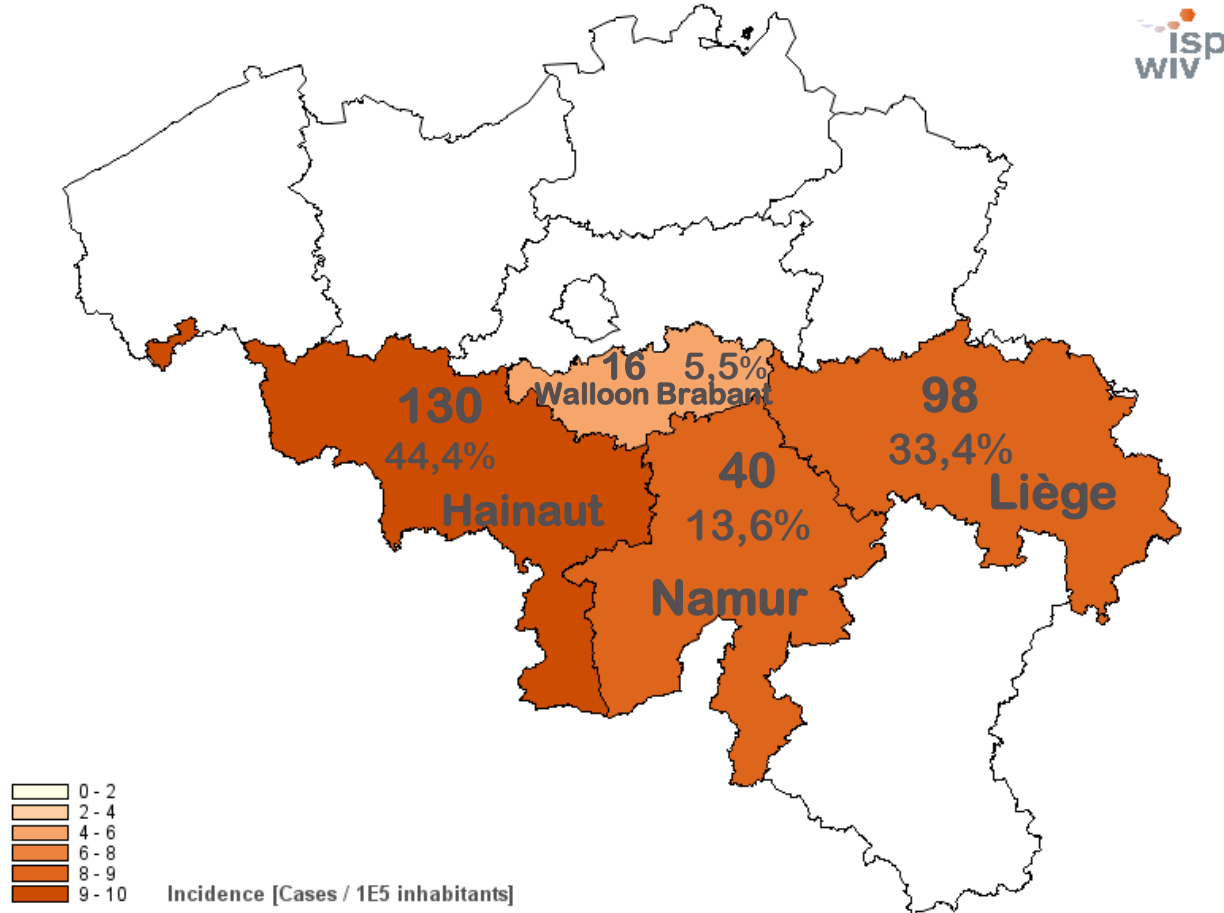 isp
wiv
16 5,5%
Walloon Brabant
130
44,4%
Hainaut
98
33,4%
Liège
40
13,6%
Namur
0 - 2
2 - 4
4 - 6
6 - 8
8 - 9
9 - 10 Incidence [Cases / 1E5 inhabitants]